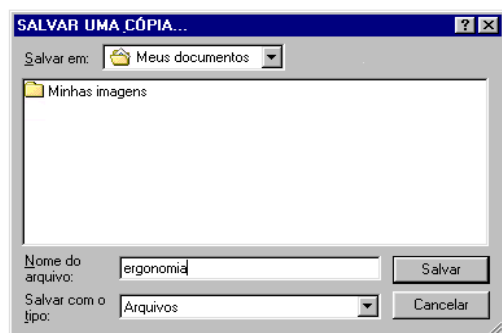 SALVAR UMA CÓPIA...
Salvar em: Meus documentos
Minhas imagens
Nome do
arquivo: ergonomia
Salvar
Salvar com o
tipo: Arquivos
Cancelar